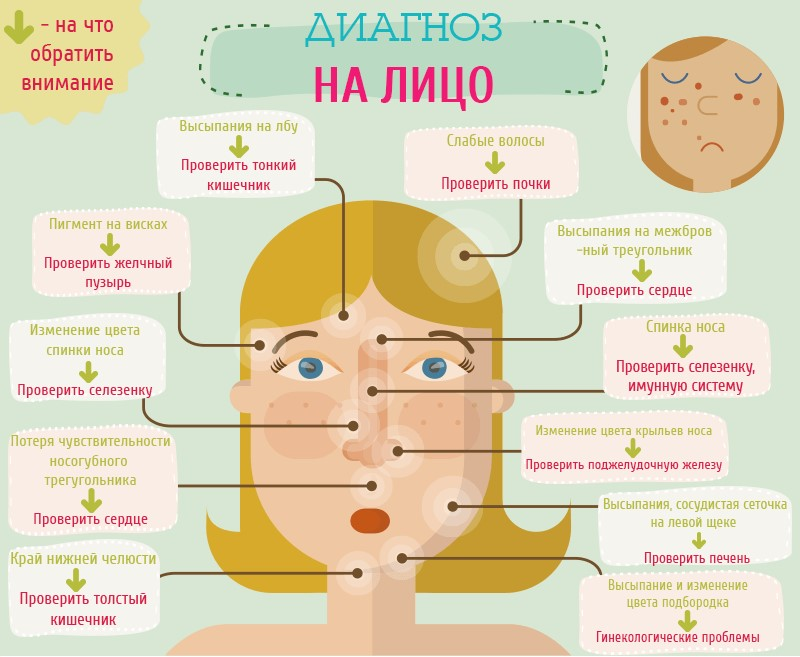 - на что
обратить
внимание
ДИАГНОЗ
НА ЛИЦО
Высыпания на лбу
Проверить тонкий
кишечник
Слабые волосы
Проверить почки
Пигмент на висках
Проверить желчный
пузырь
Высыпания на межбров
-ный треугольник
Проверить сердце
Изменение цвета
спинки носа
Проверить селезенку
Спинка носа
Проверить селезенку,
имунную систему
Потеря чувствительности
носогубного
трегугольника
Проверить сердце
Изменение цвета крыльев носа
Проверить поджелудочную железу
Высыпания, сосудистая сеточка
на левой щеке
Проверить печень
Край нижней челюсти
Проверить толстый
кишечник
Высыпание и изменение
цвета подбородка
Гинекологические проблемы